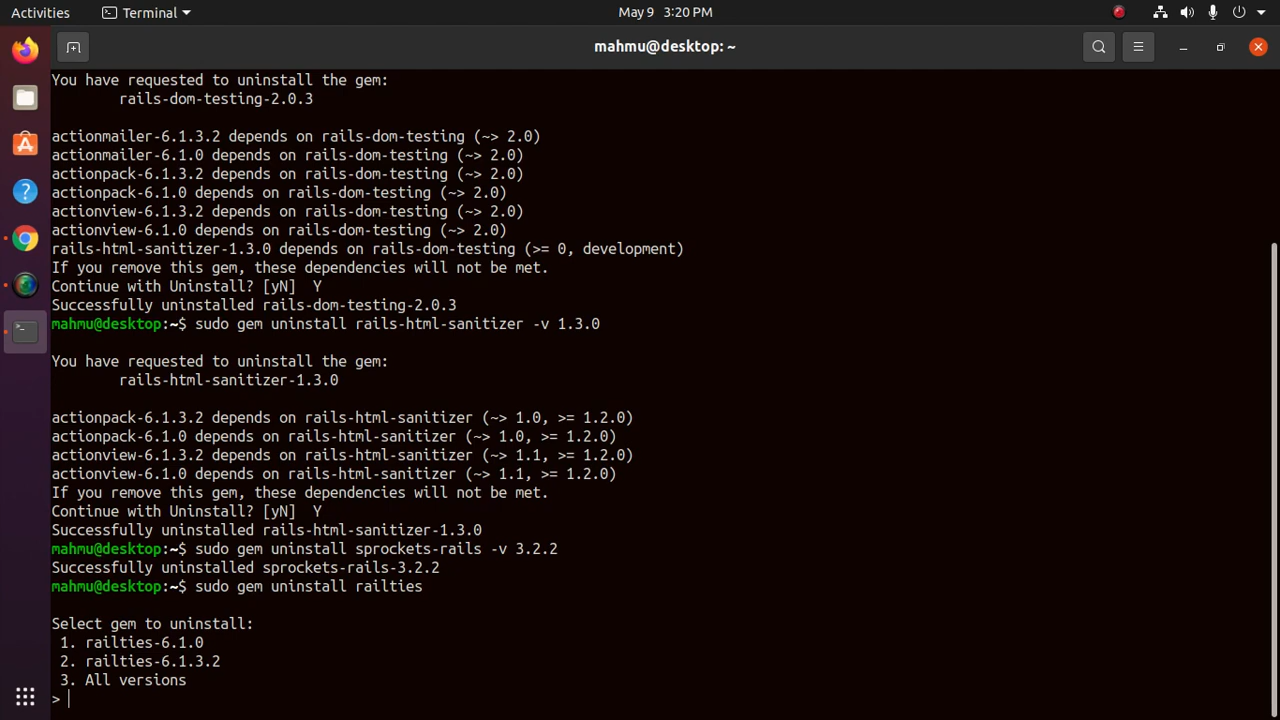 Activities
Terminal
May 9 3:20 PM
mahmu@desktop: ~
You have requested to uninstall the gem:
rails-dom-testing-2.0.3
actionmailer-6.1.3.2 depends on rails-dom-testing (~> 2.0)
actionmailer-6.1.0 depends on rails-dom-testing (~> 2.0)
actionpack-6.1.3.2 depends on rails-dom-testing (~> 2.0)
actionpack-6.1.0 depends on rails-dom-testing (~> 2.0)
actionview-6.1.3.2 depends on rails-dom-testing (~> 2.0)
actionview-6.1.0 depends on rails-dom-testing (~> 2.0)
rails-html-sanitizer-1.3.0 depends on rails-dom-testing (>= 0, development)
If you remove this gem, these dependencies will not be met.
Continue with Uninstall? [yN]  Y
Successfully uninstalled rails-dom-testing-2.0.3
mahmu@desktop:~$ sudo gem uninstall rails-html-sanitizer -v 1.3.0
You have requested to uninstall the gem:
rails-html-sanitizer-1.3.0
actionpack-6.1.3.2 depends on rails-html-sanitizer (~> 1.0, >= 1.2.0)
actionpack-6.1.0 depends on rails-html-sanitizer (~> 1.0, >= 1.2.0)
actionview-6.1.3.2 depends on rails-html-sanitizer (~> 1.1, >= 1.2.0)
actionview-6.1.0 depends on rails-html-sanitizer (~> 1.1, >= 1.2.0)
If you remove this gem, these dependencies will not be met.
Continue with Uninstall? [yN]  Y
Successfully uninstalled rails-html-sanitizer-1.3.0
mahmu@desktop:~$ sudo gem uninstall sprockets-rails -v 3.2.2
Successfully uninstalled sprockets-rails-3.2.2
mahmu@desktop:~$ sudo gem uninstall railties
Select gem to uninstall:
1. railties-6.1.0
2. railties-6.1.3.2
3. All versions
>